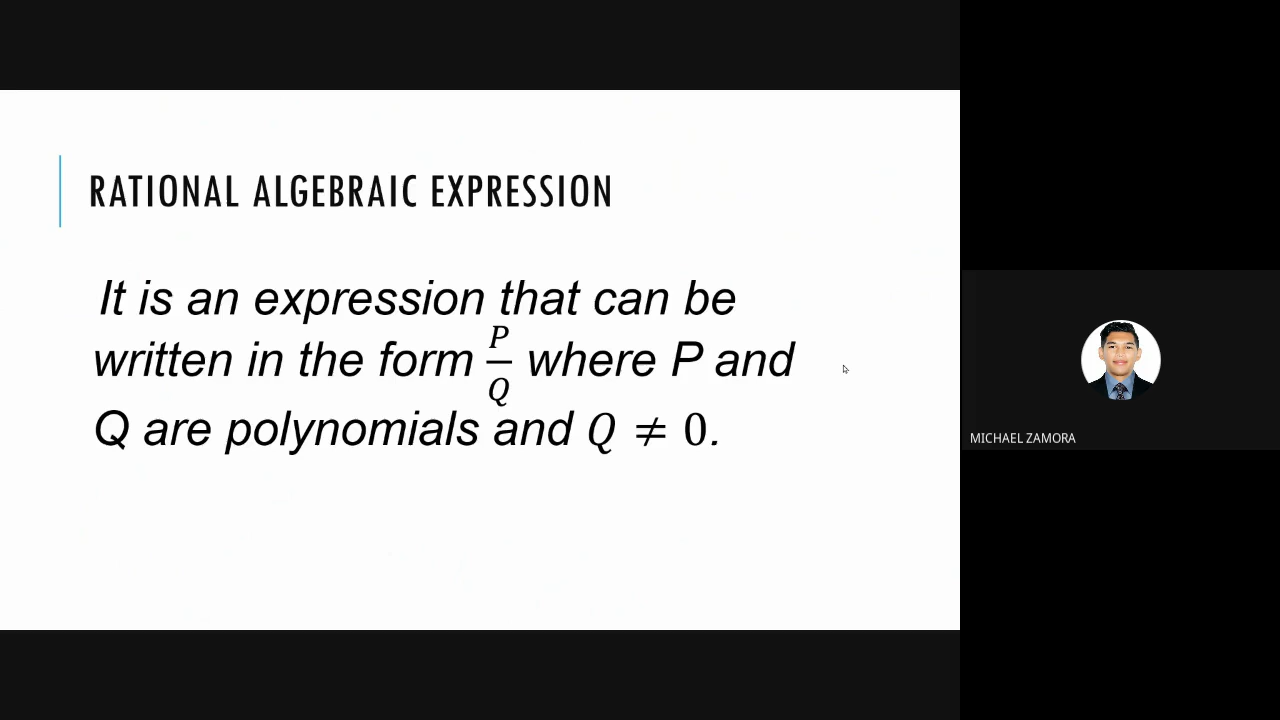 RATIONAL ALGEBRAIC EXPRESSION
It is an expression that can be
written in the form P/Q where P and
Q are polynomials and Q ≠ 0.
MICHAEL ZAMORA